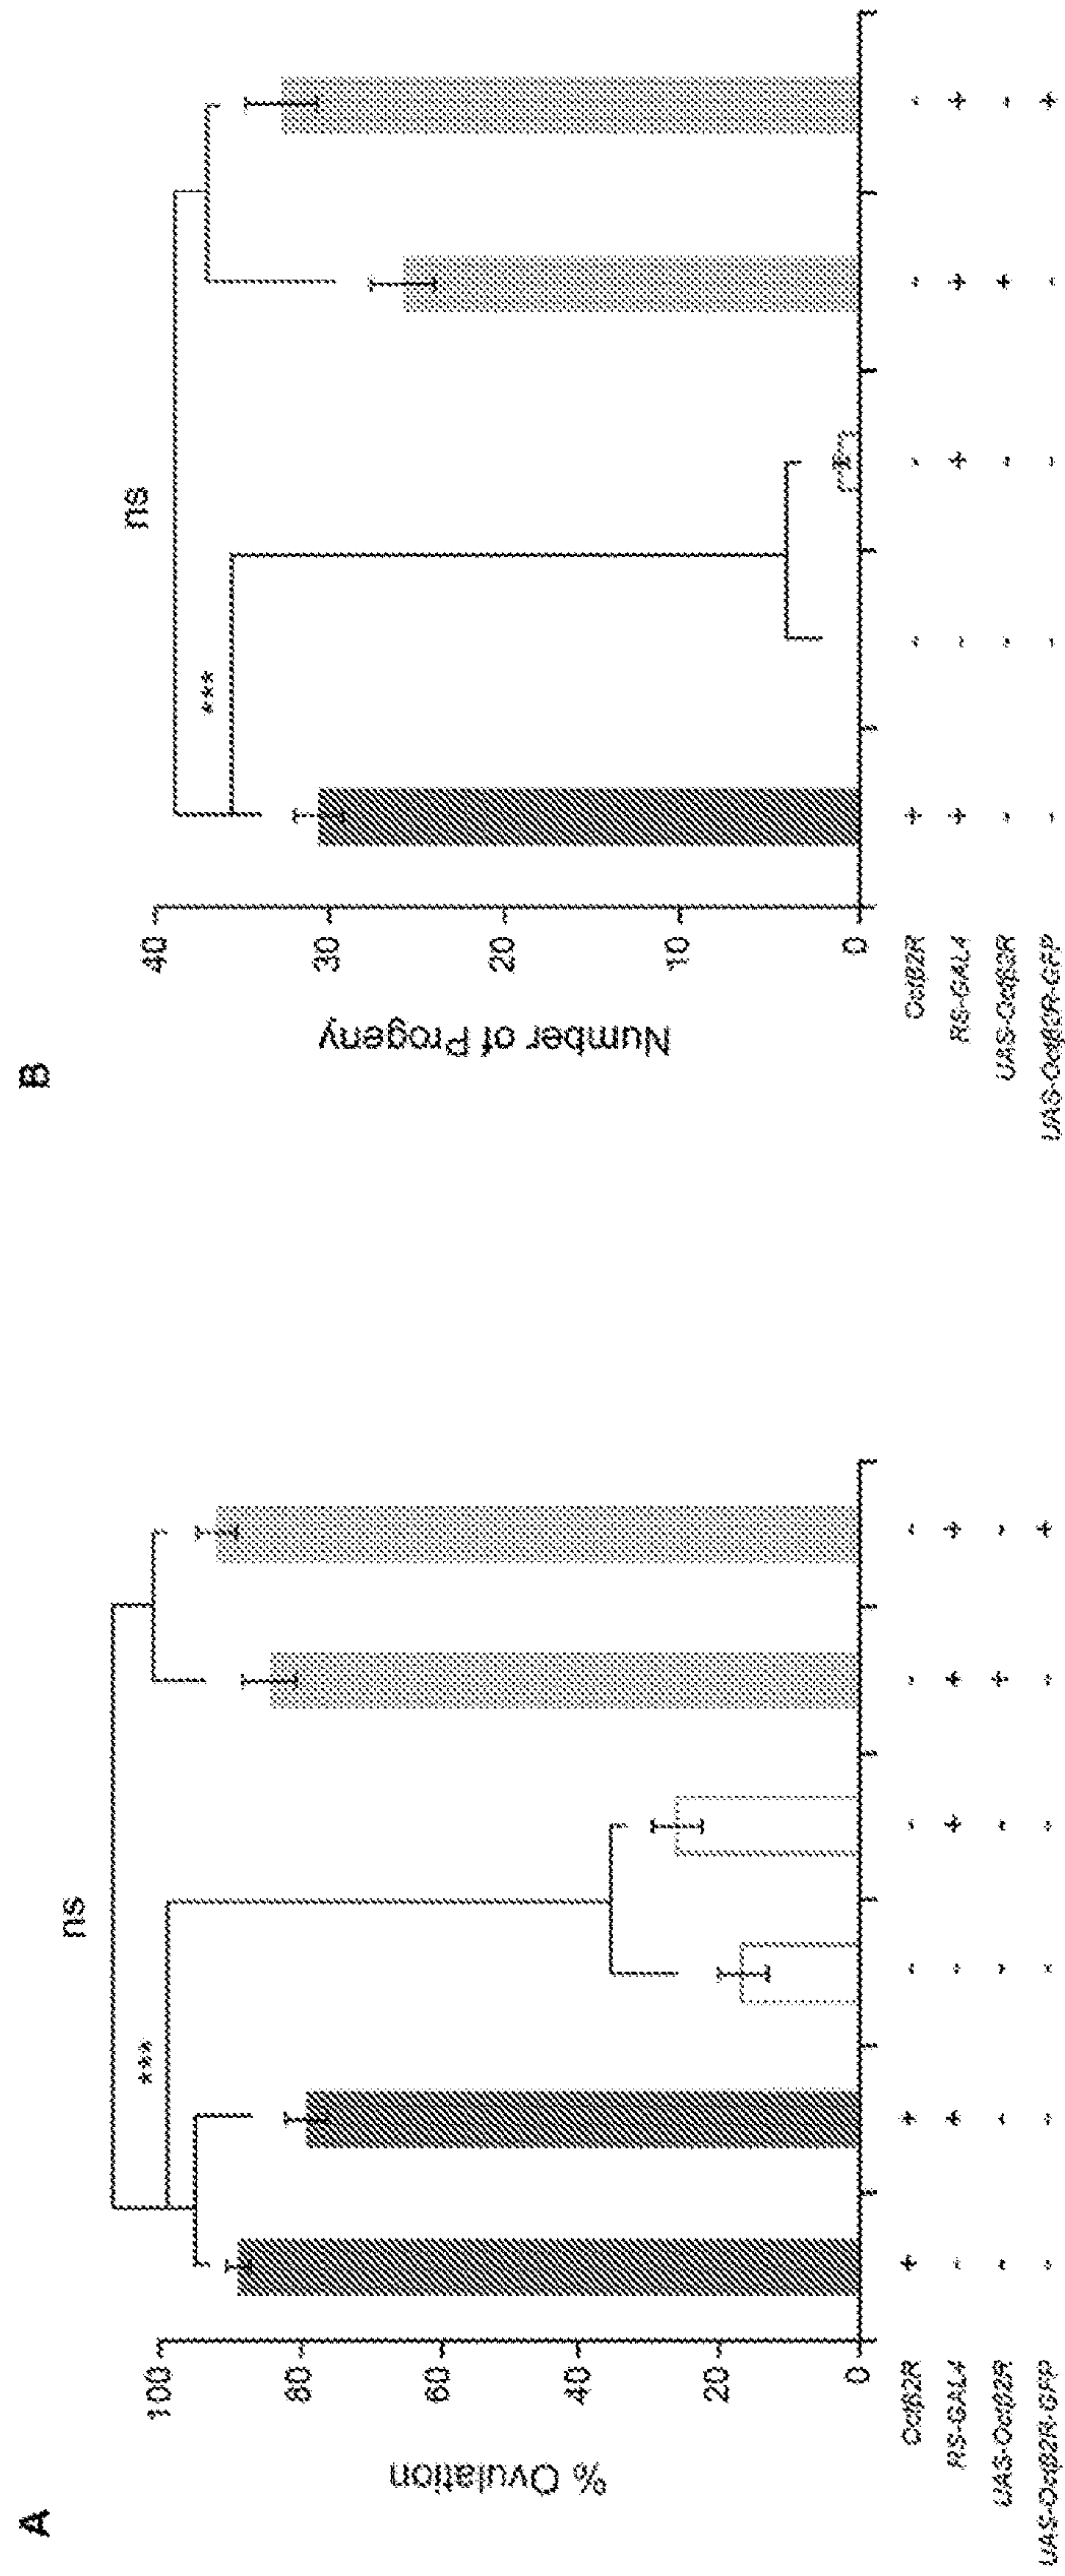 A
ns
***
% Ovulation
100
80
60
40
20
0
Octβ2R + + - - - -
RS-GAL4 - + - + + +
UAS-Octβ2R - - - - + -
UAS-Octβ2R-GFP - - - - - +
B
ns
***
Number of Progeny
40
30
20
10
0
Octβ2R + - - - -
RS-GAL4 + - + + +
UAS-Octβ2R - - - + -
UAS-Octβ2R-GFP - - - - +